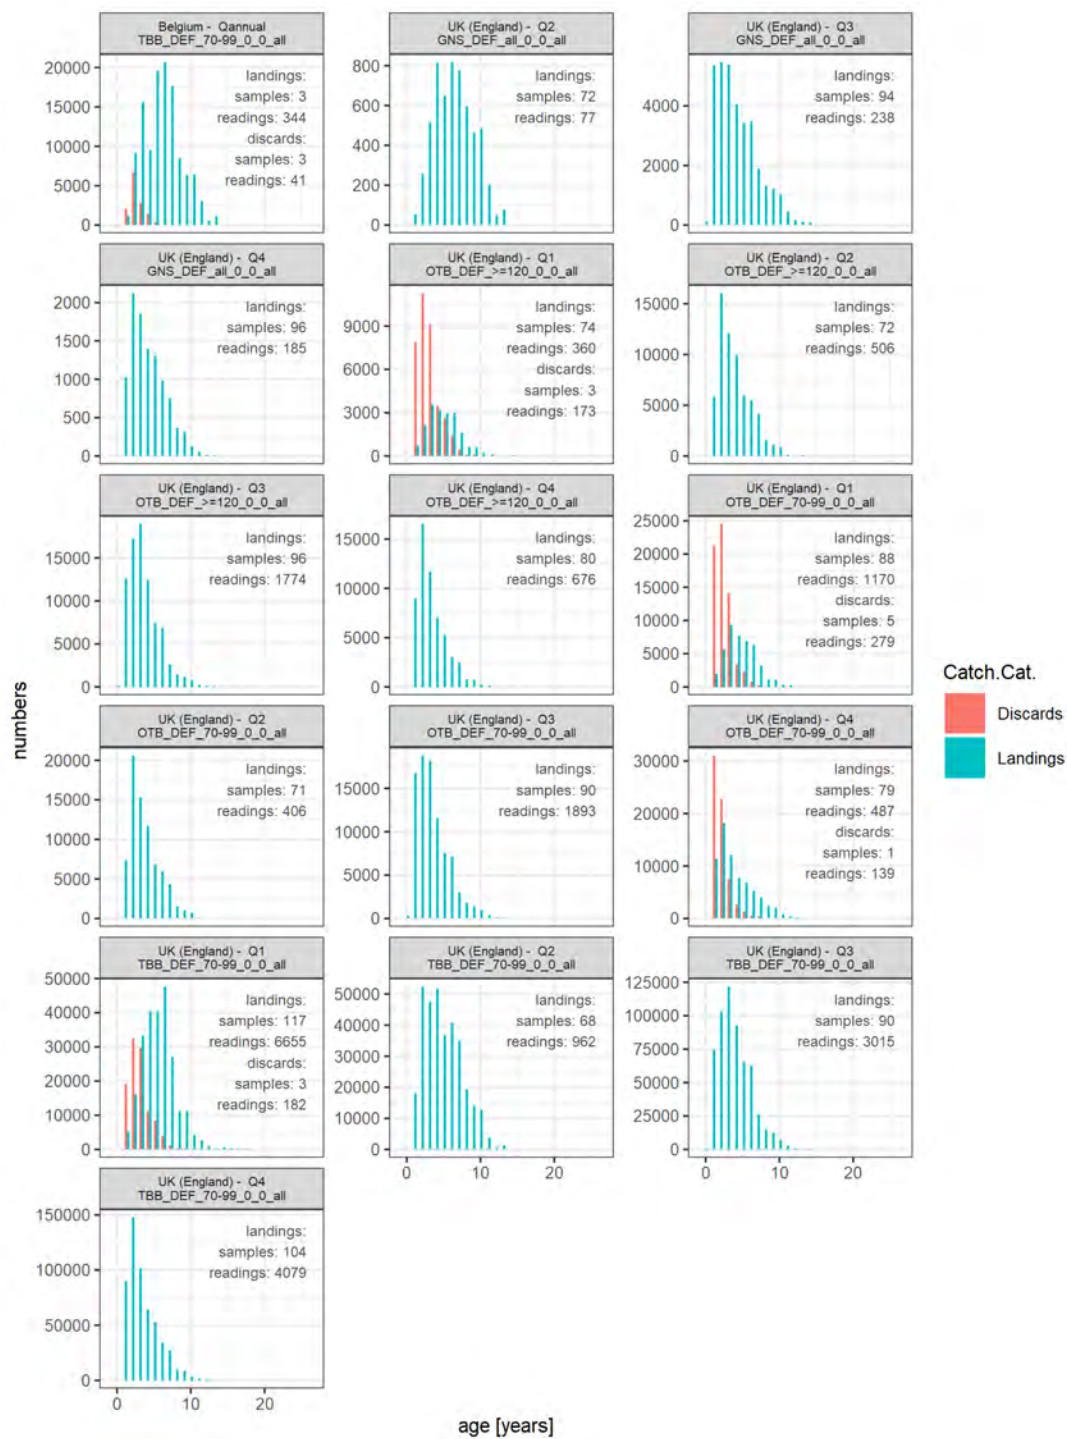 Belgium - Qannual
TBB_DEF_70-99_0_0_all
landings:
samples: 3
readings: 344
discards:
samples: 3
readings: 41
20000
15000
10000
5000
0
UK (England) - Q2
GNS_DEF_all_0_0_all
landings:
samples: 72
readings: 77
800
600
400
200
0
UK (England) - Q3
GNS_DEF_all_0_0_all
landings:
samples: 94
readings: 238
4000
2000
0
UK (England) - Q4
GNS_DEF_all_0_0_all
landings:
samples: 96
readings: 185
2000
1500
1000
500
0
UK (England) - Q1
OTB_DEF_>=120_0_0_all
landings:
samples: 74
readings: 360
discards:
samples: 3
readings: 173
9000
6000
3000
0
UK (England) - Q2
OTB_DEF_>=120_0_0_all
landings:
samples: 72
readings: 506
15000
10000
5000
0
UK (England) - Q3
OTB_DEF_>=120_0_0_all
landings:
samples: 96
readings: 1774
15000
10000
5000
0
UK (England) - Q4
OTB_DEF_>=120_0_0_all
landings:
samples: 80
readings: 676
15000
10000
5000
0
UK (England) - Q1
OTB_DEF_70-99_0_0_all
landings:
samples: 88
readings: 1170
discards:
samples: 5
readings: 279
25000
20000
15000
10000
5000
0
UK (England) - Q2
OTB_DEF_70-99_0_0_all
landings:
samples: 71
readings: 406
20000
15000
10000
5000
0
UK (England) - Q3
OTB_DEF_70-99_0_0_all
landings:
samples: 90
readings: 1893
15000
10000
5000
0
UK (England) - Q4
OTB_DEF_70-99_0_0_all
landings:
samples: 79
readings: 487
discards:
samples: 1
readings: 139
30000
20000
10000
0
UK (England) - Q1
TBB_DEF_70-99_0_0_all
landings:
samples: 117
readings: 6655
discards:
samples: 3
readings: 182
50000
40000
30000
20000
10000
0
UK (England) - Q2
TBB_DEF_70-99_0_0_all
landings:
samples: 68
readings: 962
50000
40000
30000
20000
10000
0
0 10 20
UK (England) - Q3
TBB_DEF_70-99_0_0_all
landings:
samples: 90
readings: 3015
125000
100000
75000
50000
25000
0
0 10 20
UK (England) - Q4
TBB_DEF_70-99_0_0_all
landings:
samples: 104
readings: 4079
150000
100000
50000
0
0 10 20
numbers
age [years]
Catch.Cat.
Discards
Landings